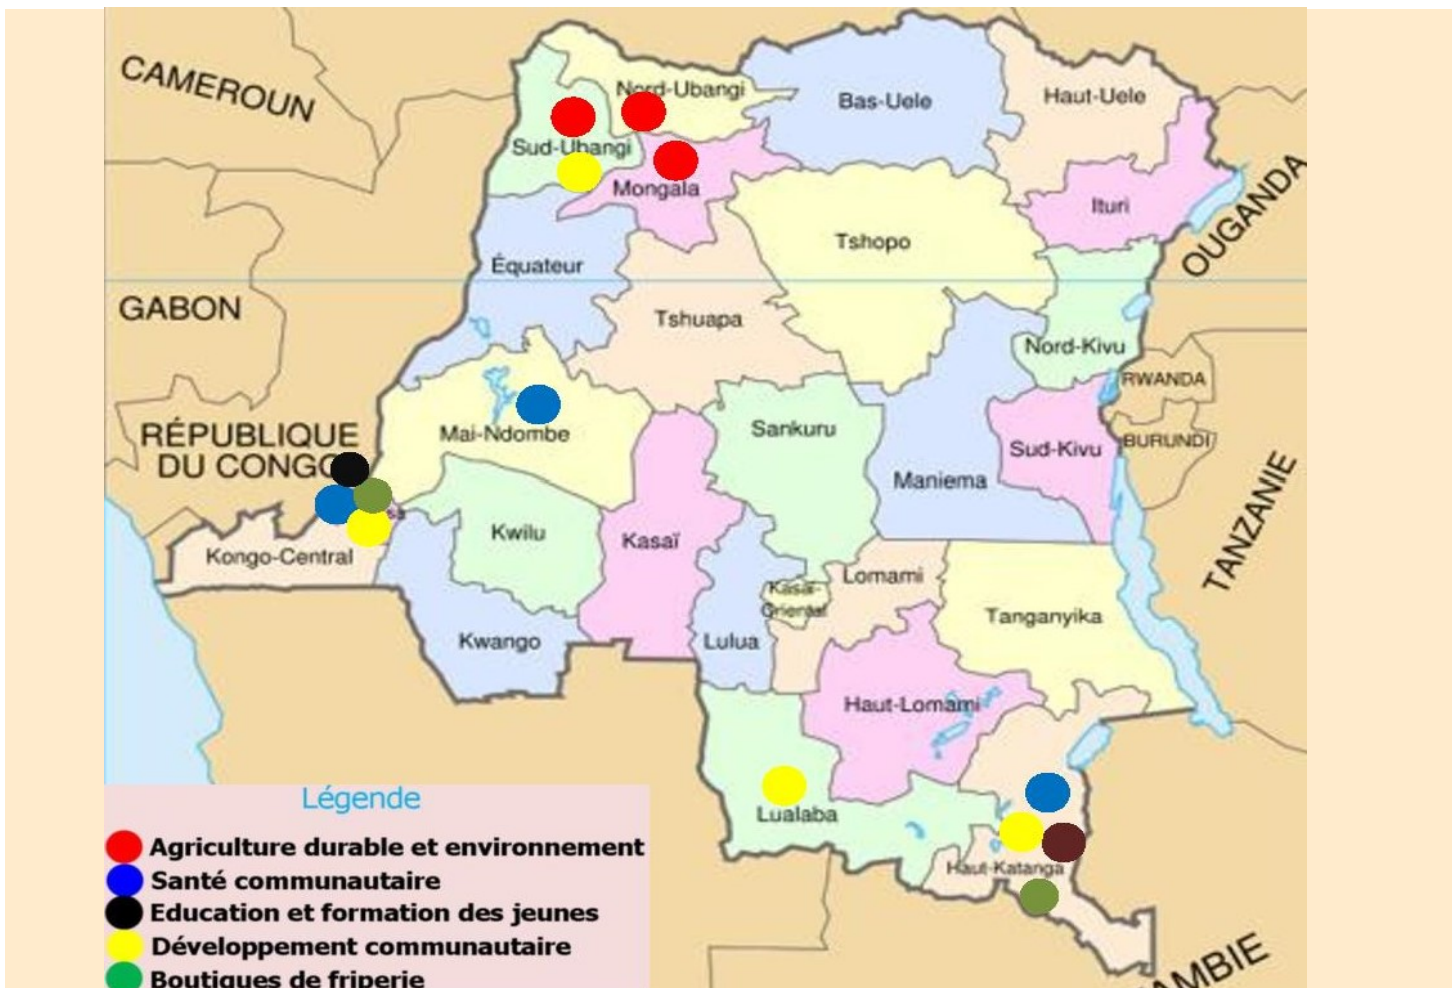 CAMEROUN
Nord-Ubangi
Bas-Uele
Haut-Uele
Sud-Ubangi
Mongala
Ituri
OUGANDA
Tshopo
Équateur
GABON
Tshuapa
Nord-Kivu
RWANDA
RÉPUBLIQUE
DU CONGO
Mai-Ndombe
Sankuru
Sud-Kivu
BURUNDI
Maniema
TANZANIE
sa
Kwilu
Kasaï
Kongo-Central
Lomami
Kasaï-
Oriental
Tanganyika
Kwango
Lulua
Haut-Lomami
Lualaba
Haut-Katanga
AMBIE
Légende
Agriculture durable et environnement
Santé communautaire
Education et formation des jeunes
Développement communautaire
Boutiques de friperie